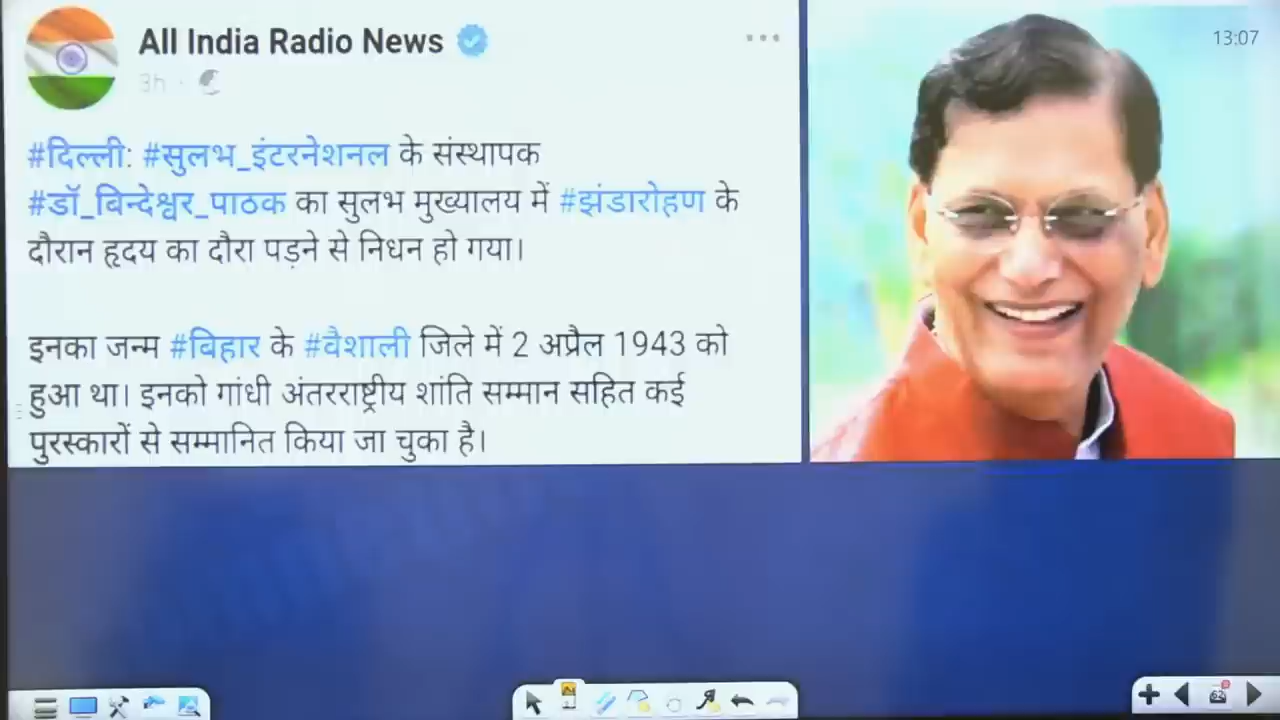 All India Radio News
3h
13:07
#दिल्ली: #सुलभ_इंटरनेशनल के संस्थापक
#डॉ_बिन्देश्वर_पाठक का सुलभ मुख्यालय में #झंडारोहण के
दौरान हृदय का दौरा पड़ने से निधन हो गया।
इनका जन्म #बिहार के #वैशाली जिले में 2 अप्रैल 1943 को
हुआ था। इनको गांधी अंतरराष्ट्रीय शांति सम्मान सहित कई
पुरस्कारों से सम्मानित किया जा चुका है।